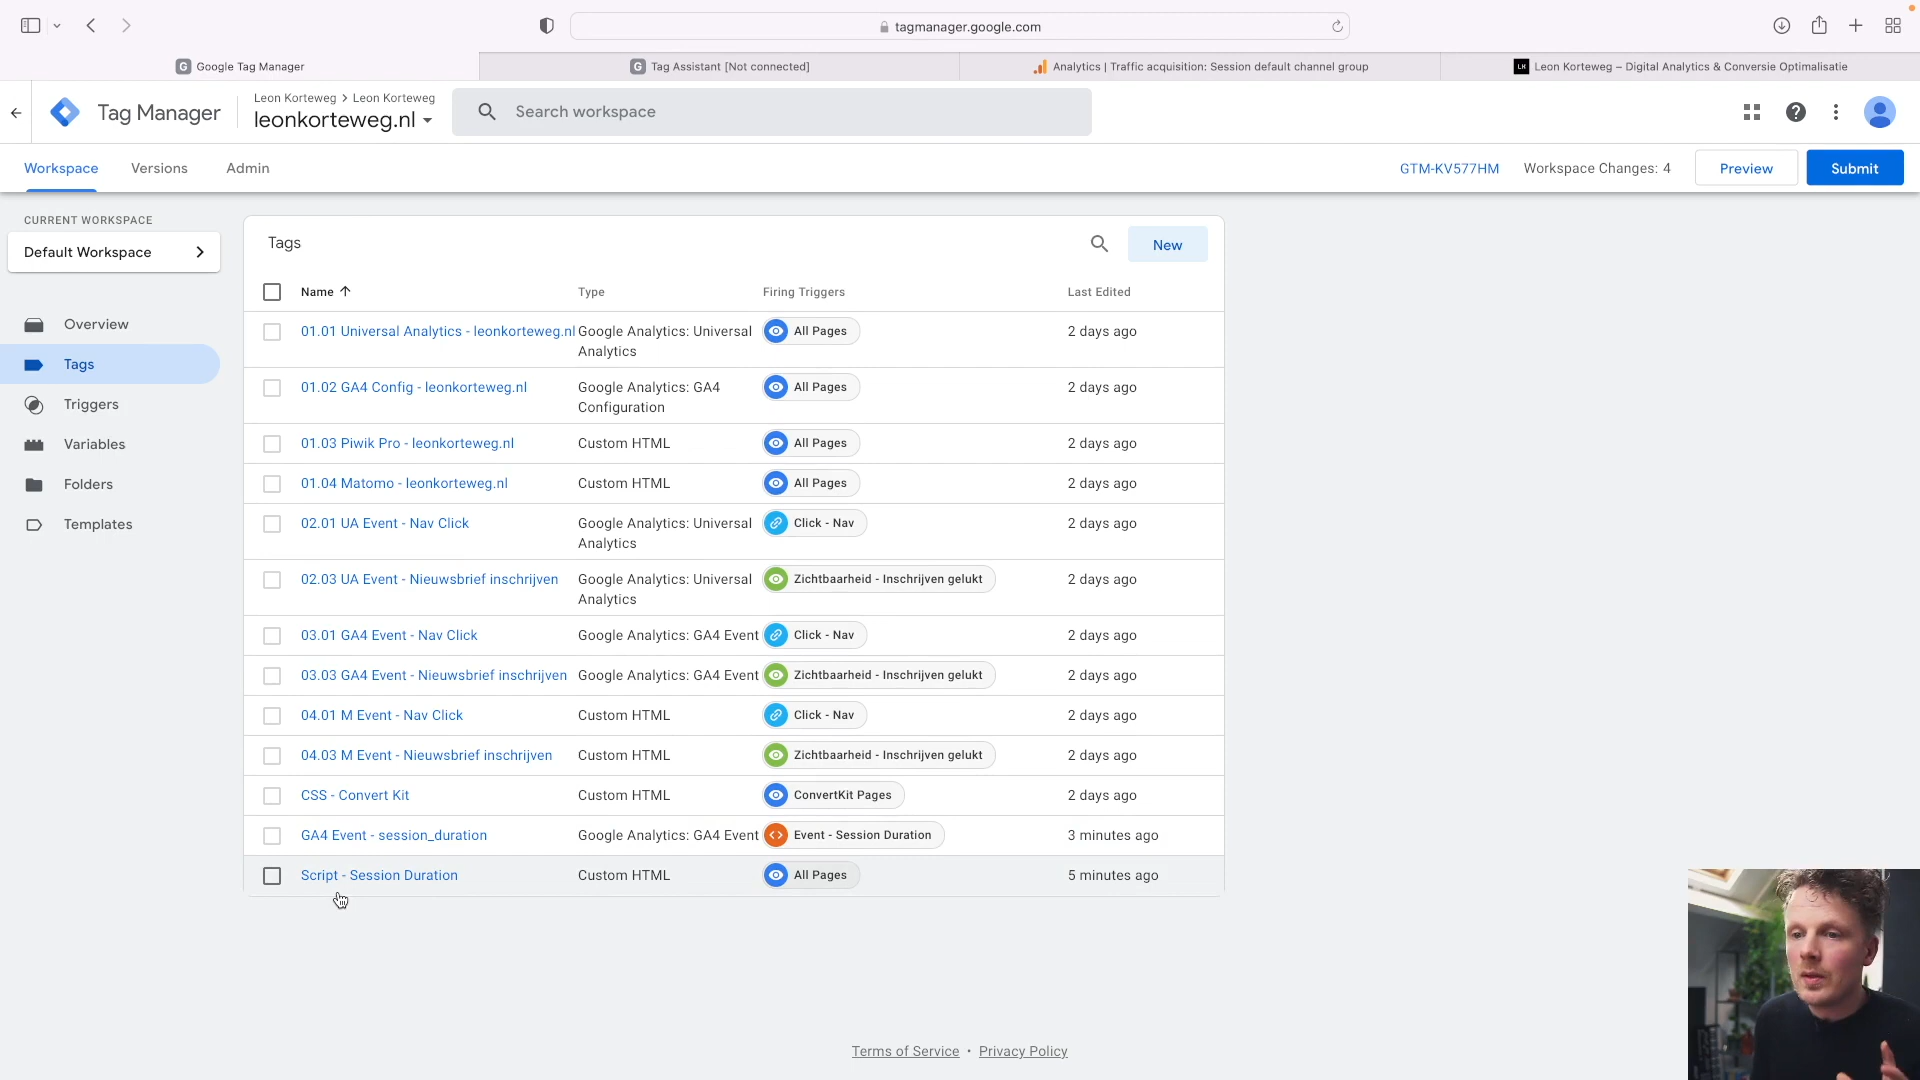 tagmanager.google.com
Google Tag Manager
Tag Assistant [Not connected]
Analytics | Traffic acquisition: Session default channel group
Leon Korteweg – Digital Analytics & Conversie Optimalisatie
Tag Manager
Leon Korteweg > Leon Korteweg
leonkorteweg.nl
Search workspace
Workspace
Versions
Admin
GTM-KV577HM
Workspace Changes: 4
Preview
Submit
CURRENT WORKSPACE
Default Workspace
Overview
Tags
Triggers
Variables
Folders
Templates
Tags
New
Name Type Firing Triggers Last Edited
01.01 Universal Analytics - leonkorteweg.nl Google Analytics: Universal All Pages 2 days ago
Analytics
01.02 GA4 Config - leonkorteweg.nl Google Analytics: GA4 All Pages 2 days ago
Configuration
01.03 Piwik Pro - leonkorteweg.nl Custom HTML All Pages 2 days ago
01.04 Matomo - leonkorteweg.nl Custom HTML All Pages 2 days ago
02.01 UA Event - Nav Click Google Analytics: Universal Click - Nav 2 days ago
Analytics
02.03 UA Event - Nieuwsbrief inschrijven Google Analytics: Universal Zichtbaarheid - Inschrijven gelukt 2 days ago
Analytics
03.01 GA4 Event - Nav Click Google Analytics: GA4 Event Click - Nav 2 days ago
03.03 GA4 Event - Nieuwsbrief inschrijven Google Analytics: GA4 Event Zichtbaarheid - Inschrijven gelukt 2 days ago
04.01 M Event - Nav Click Custom HTML Click - Nav 2 days ago
04.03 M Event - Nieuwsbrief inschrijven Custom HTML Zichtbaarheid - Inschrijven gelukt 2 days ago
CSS - Convert Kit Custom HTML ConvertKit Pages 2 days ago
GA4 Event - session_duration Google Analytics: GA4 Event Event - Session Duration 3 minutes ago
Script - Session Duration Custom HTML All Pages 5 minutes ago
Terms of Service • Privacy Policy